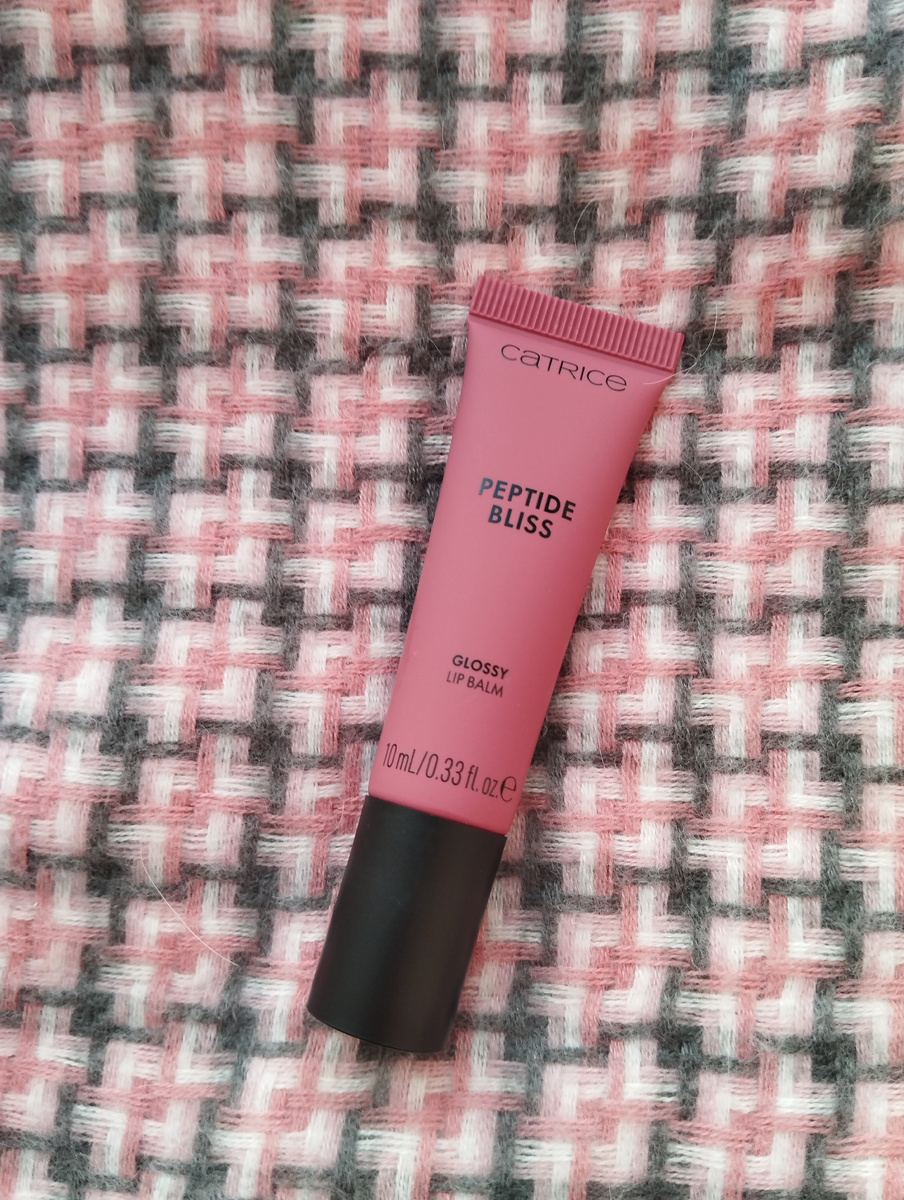 CATRICE
PEPTIDE
BLISS
GLOSSY
LIP BALM
10 mL/0.33 fl. oz. ℮